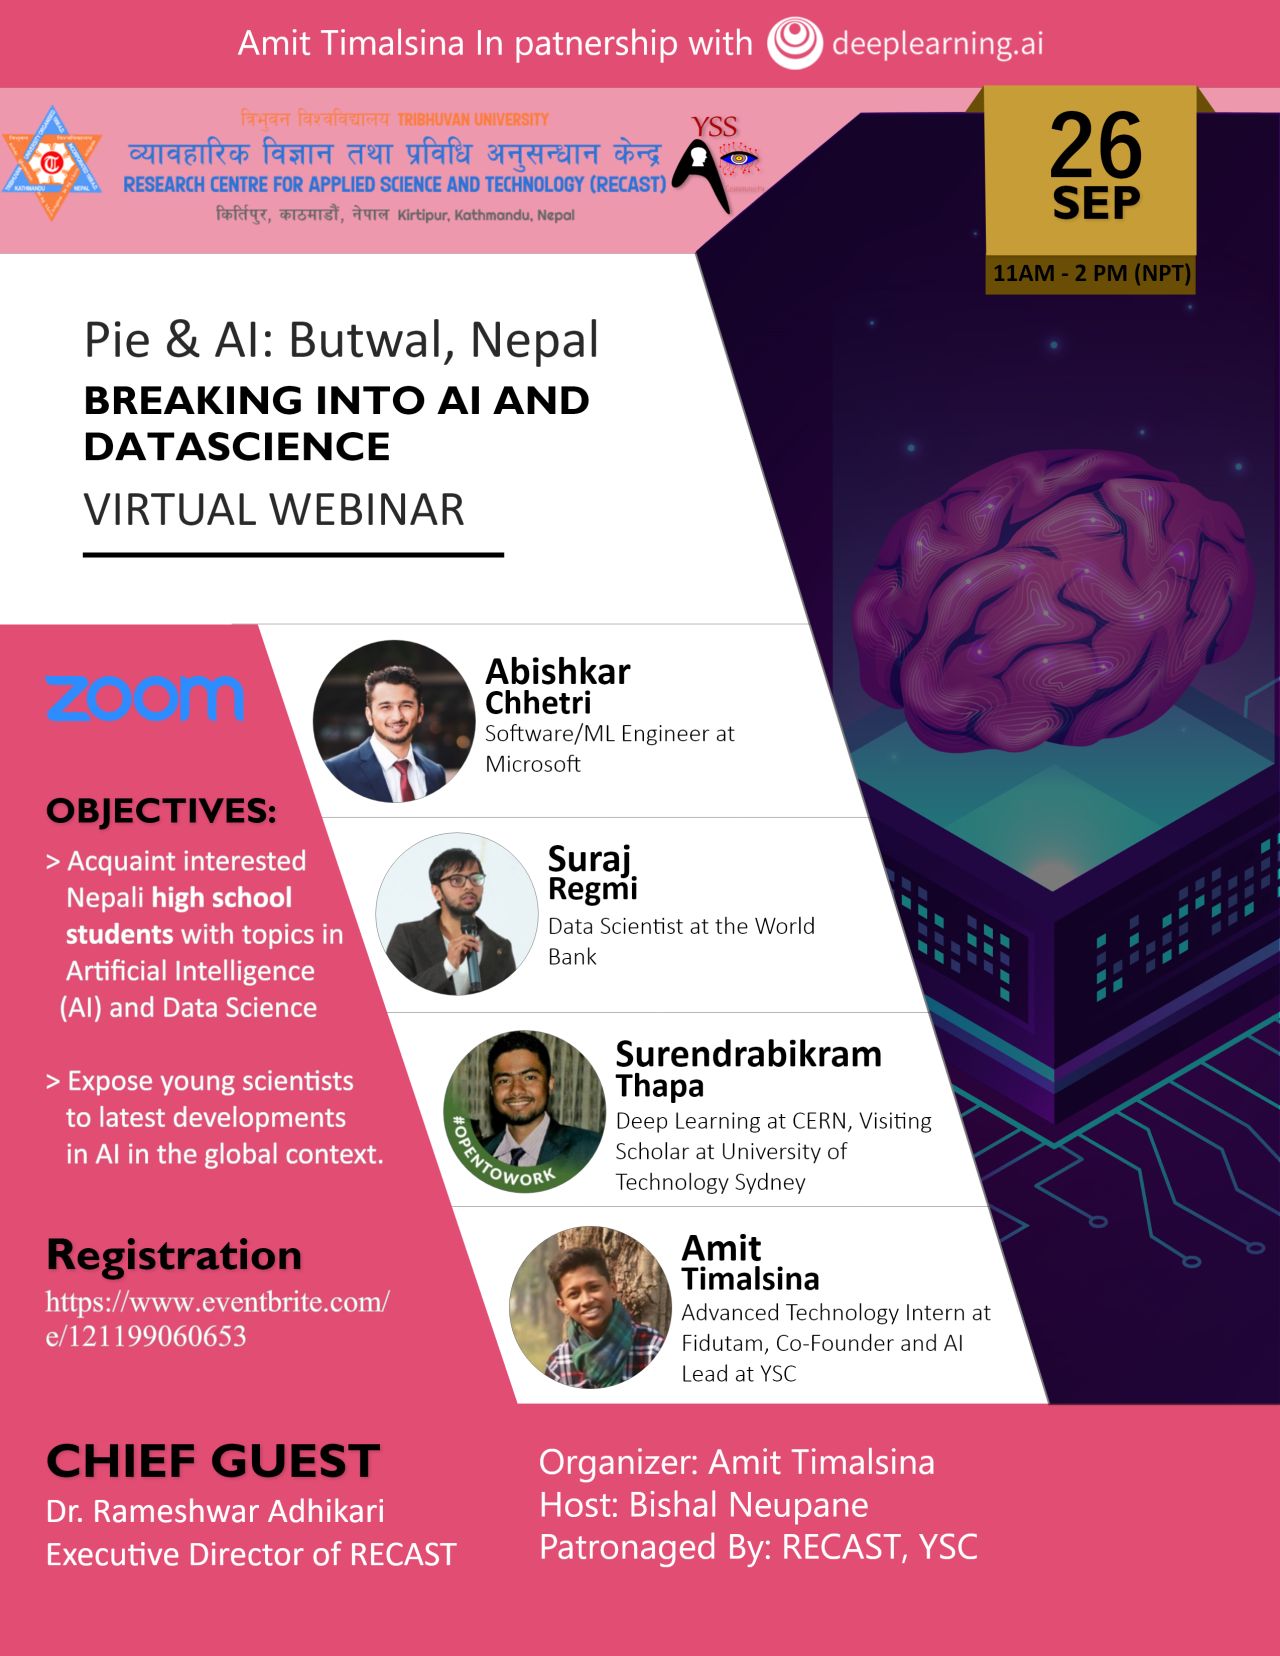 Amit Timalsina In patnership with deeplearning.ai
त्रिभुवन विश्वविद्यालय TRIBHUVAN UNIVERSITY
व्यावहारिक विज्ञान तथा प्रविधि अनुसन्धान केन्द्र
RESEARCH CENTRE FOR APPLIED SCIENCE AND TECHNOLOGY (RECAST)
किर्तिपुर, काठमाडौं, नेपाल Kirtipur, Kathmandu, Nepal
YSS
26
SEP
11AM - 2 PM (NPT)
Pie & AI: Butwal, Nepal
BREAKING INTO AI AND
DATASCIENCE
VIRTUAL WEBINAR
zoom
OBJECTIVES:
> Acquaint interested
Nepali high school
students with topics in
Artificial Intelligence
(AI) and Data Science
> Expose young scientists
to latest developments
in AI in the global context.
Registration
https://www.eventbrite.com/
e/121199060653
Abishkar
Chhetri
Software/ML Engineer at
Microsoft
Suraj
Regmi
Data Scientist at the World
Bank
#OPENTOWORK
Surendrabikram
Thapa
Deep Learning at CERN, Visiting
Scholar at University of
Technology Sydney
Amit
Timalsina
Advanced Technology Intern at
Fidutam, Co-Founder and AI
Lead at YSC
CHIEF GUEST
Dr. Rameshwar Adhikari
Executive Director of RECAST
Organizer: Amit Timalsina
Host: Bishal Neupane
Patronaged By: RECAST, YSC